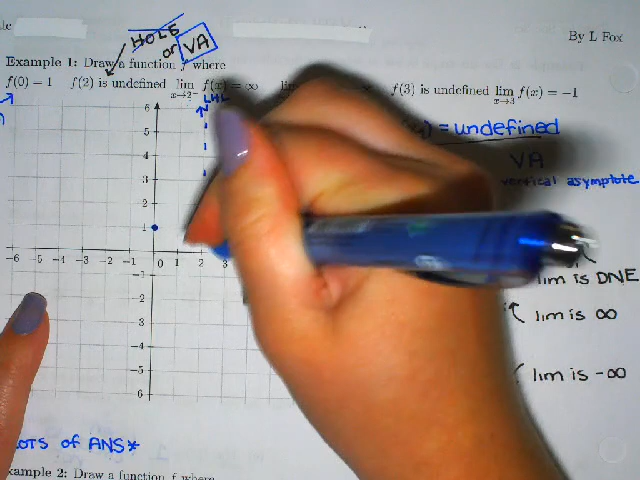 By L Fox
HOLE
or VA
Example 1: Draw a function f where
f(0) = 1 f(2) is undefined lim x→2⁻ f(x) = ∞ f(3) is undefined lim x→3 f(x) = −1
LHL
= undefined
VA
vertical asymptote
6
5
4
3
2
1
-6 -5 -4 -3 -2 -1 0 1 2 3
-1
-2
-3
-4
-5
-6
lim is DNE
lim is ∞
lim is -∞
LOTS of ANS*
Example 2: Draw a function f where